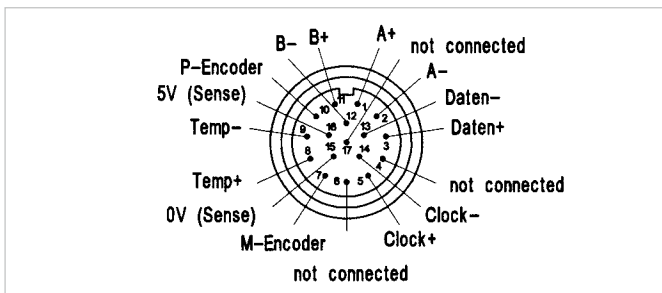 B- B+ A+
not connected
P-Encoder A-
5V (Sense) Daten-
Temp- Daten+
Temp+ not connected
0V (Sense) Clock-
M-Encoder Clock+
not connected
11 1
10 12 2
16 13
9 3
15 17 14
8 4
7 6 5